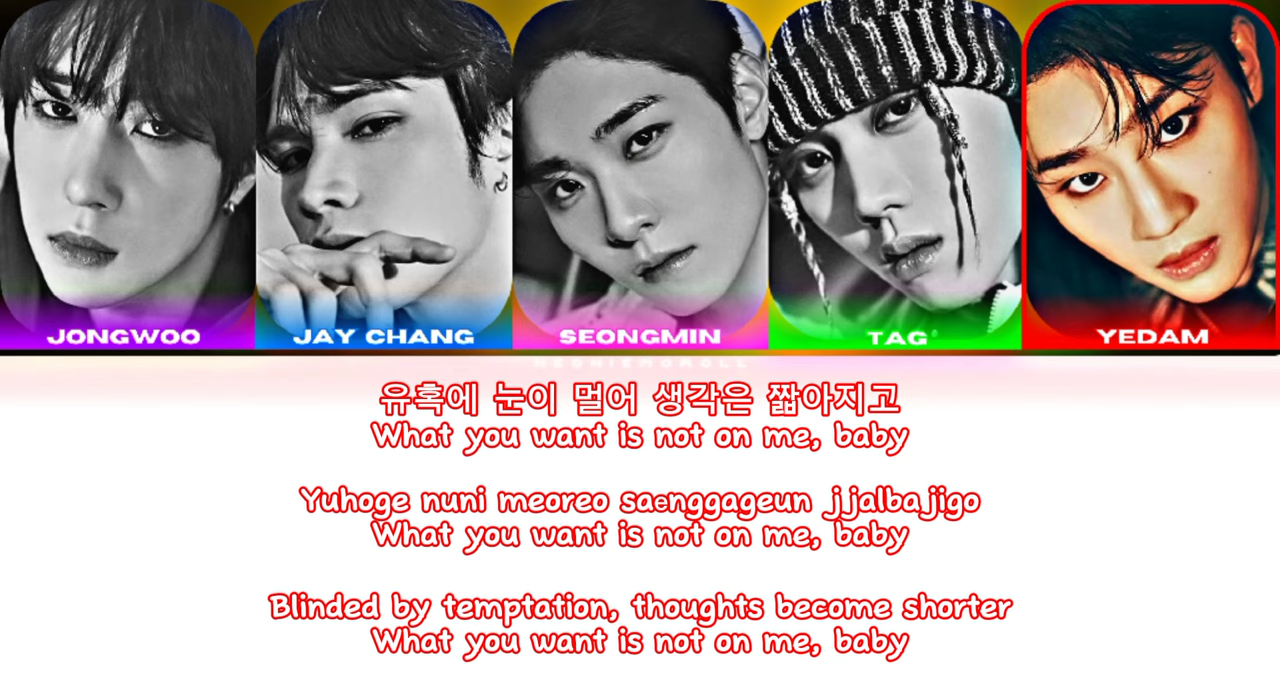 JONGWOO
JAY CHANG
SEONGMIN
TAG
YEDAM
유혹에 눈이 멀어 생각은 짧아지고
What you want is not on me, baby
Yuhoge nuni meoreo saenggageun jjalbajigo
What you want is not on me, baby
Blinded by temptation, thoughts become shorter
What you want is not on me, baby